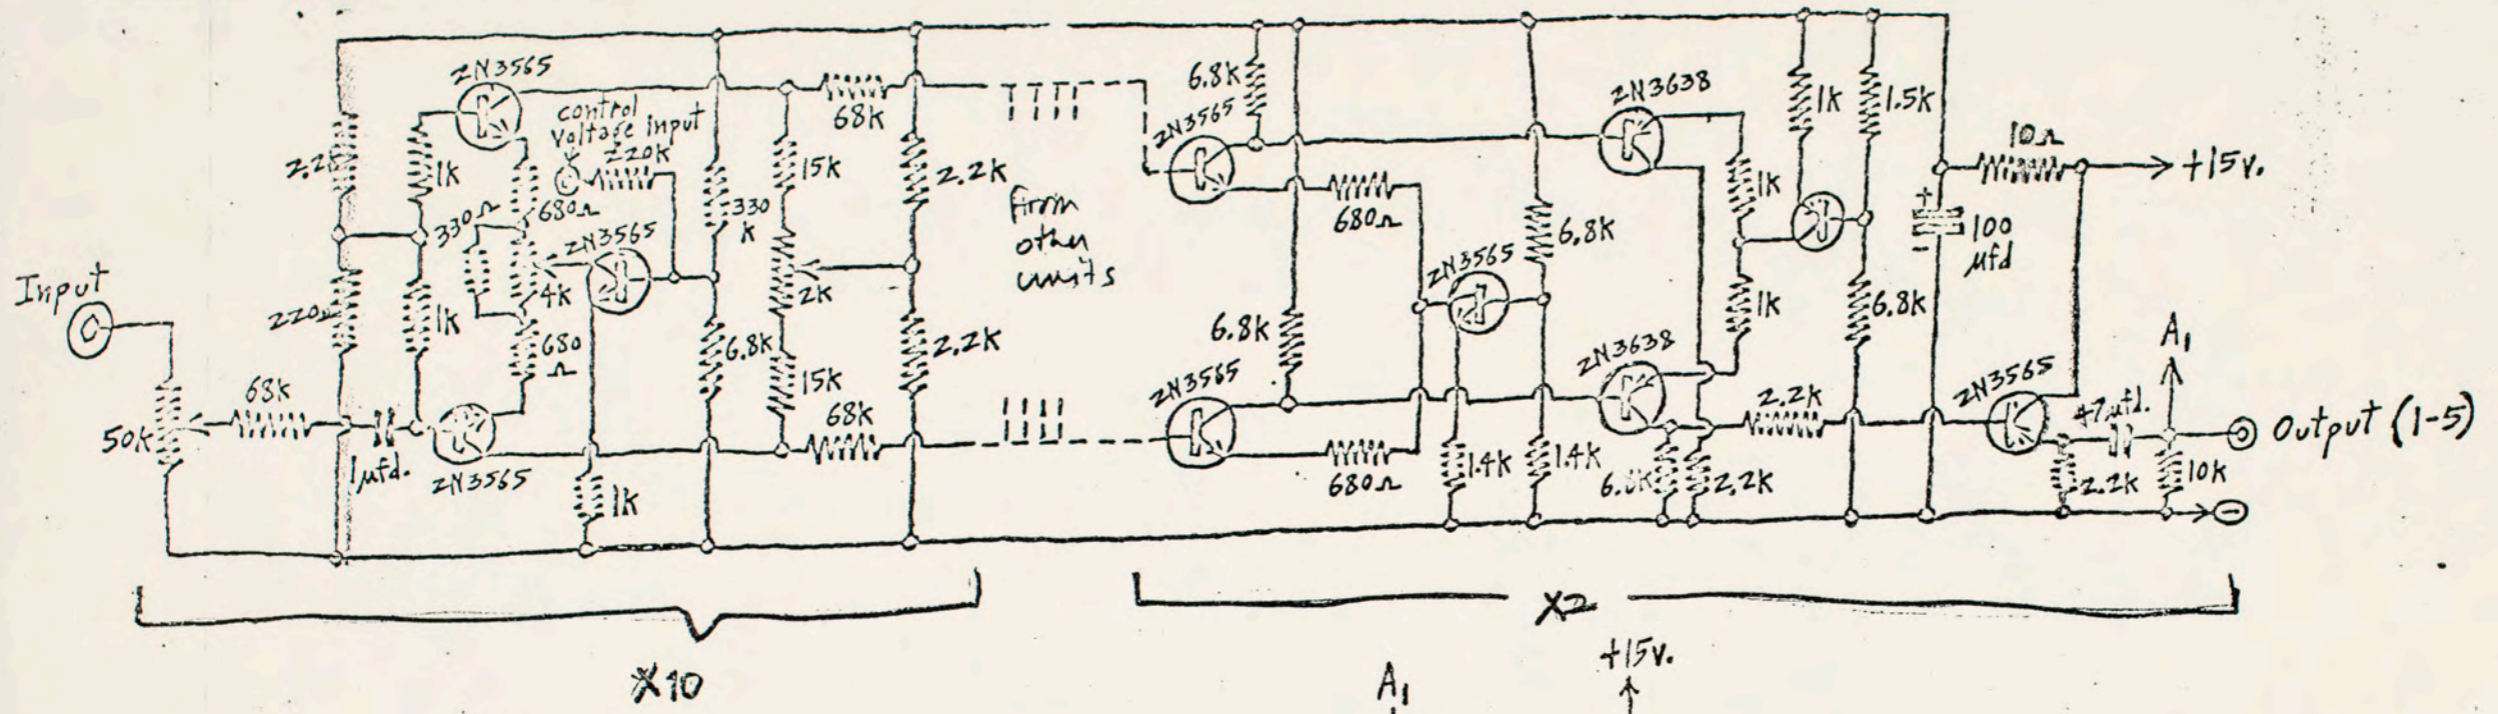 Input
50k
68k
1µfd.
2.2k
220Ω
1k
1k
2N3565
2N3565
330Ω
680Ω
4k
680
Ω
control
voltage input
220k
2N3565
1k
330
k
6.8k
15k
2k
15k
68k
68k
2.2k
2.2k
from
other
units
X10
6.8k
2N3565
680Ω
6.8k
2N3565
680Ω
2N3565
6.8k
1.4k
1.4k
2N3638
2N3638
1k
1k
6.8k
2.2k
1k
1.5k
6.8k
2.2k
+
-
100
µfd
10Ω
+15v.
2N3565
47µfd.
2.2k
10k
A1
Output (1-5)
X2
A1
+15v.